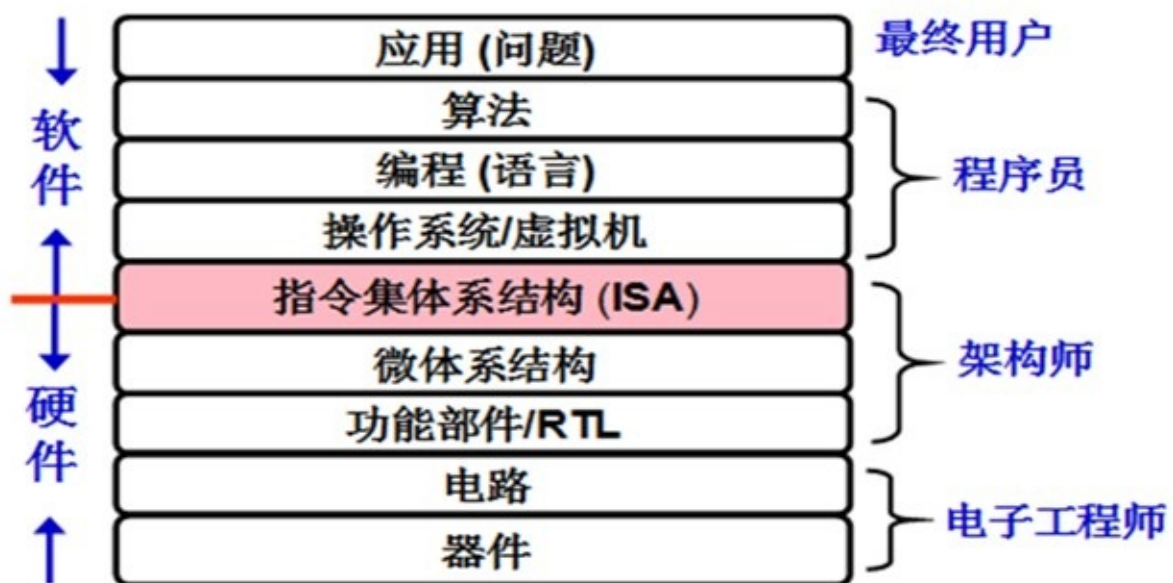 应用 (问题)
最终用户
算法
编程 (语言)
操作系统/虚拟机
程序员
软件
指令集体系结构 (ISA)
微体系结构
功能部件/RTL
架构师
硬件
电路
器件
电子工程师